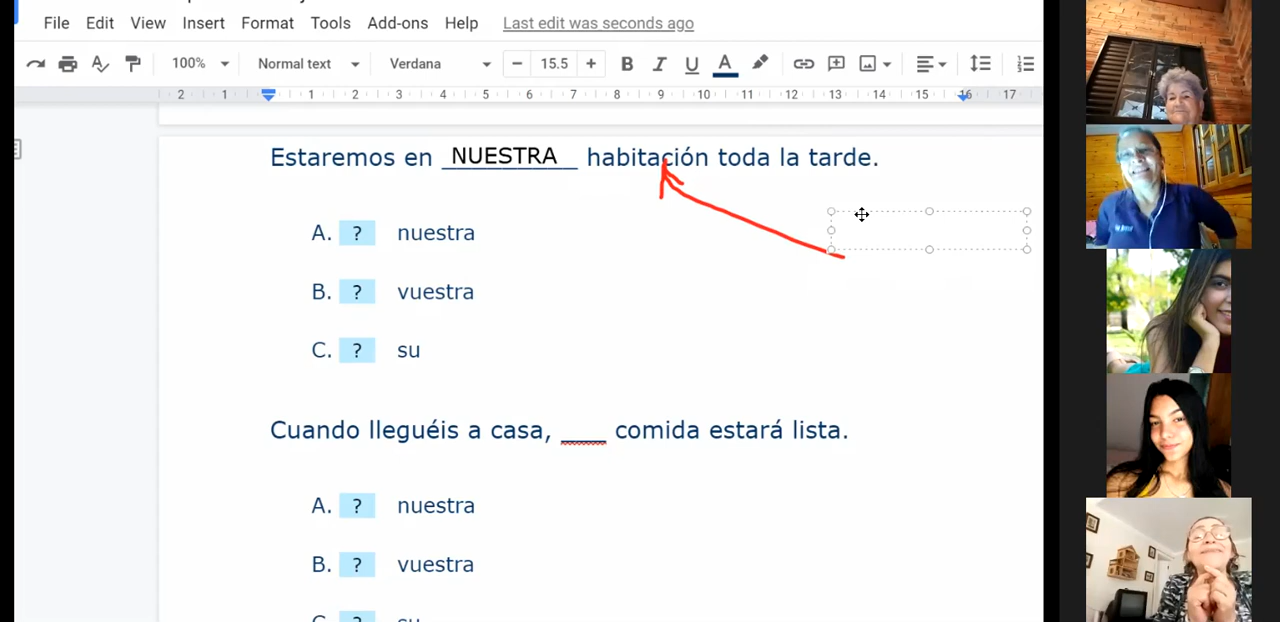 File Edit View Insert Format Tools Add-ons Help Last edit was seconds ago
100% Normal text Verdana 15.5 B I U A
2 1 1 2 3 4 5 6 7 8 9 10 11 12 13 14 15 16 17
Estaremos en NUESTRA habitación toda la tarde.
A. ? nuestra
B. ? vuestra
C. ? su
Cuando lleguéis a casa, ____ comida estará lista.
A. ? nuestra
B. ? vuestra
C. ? su